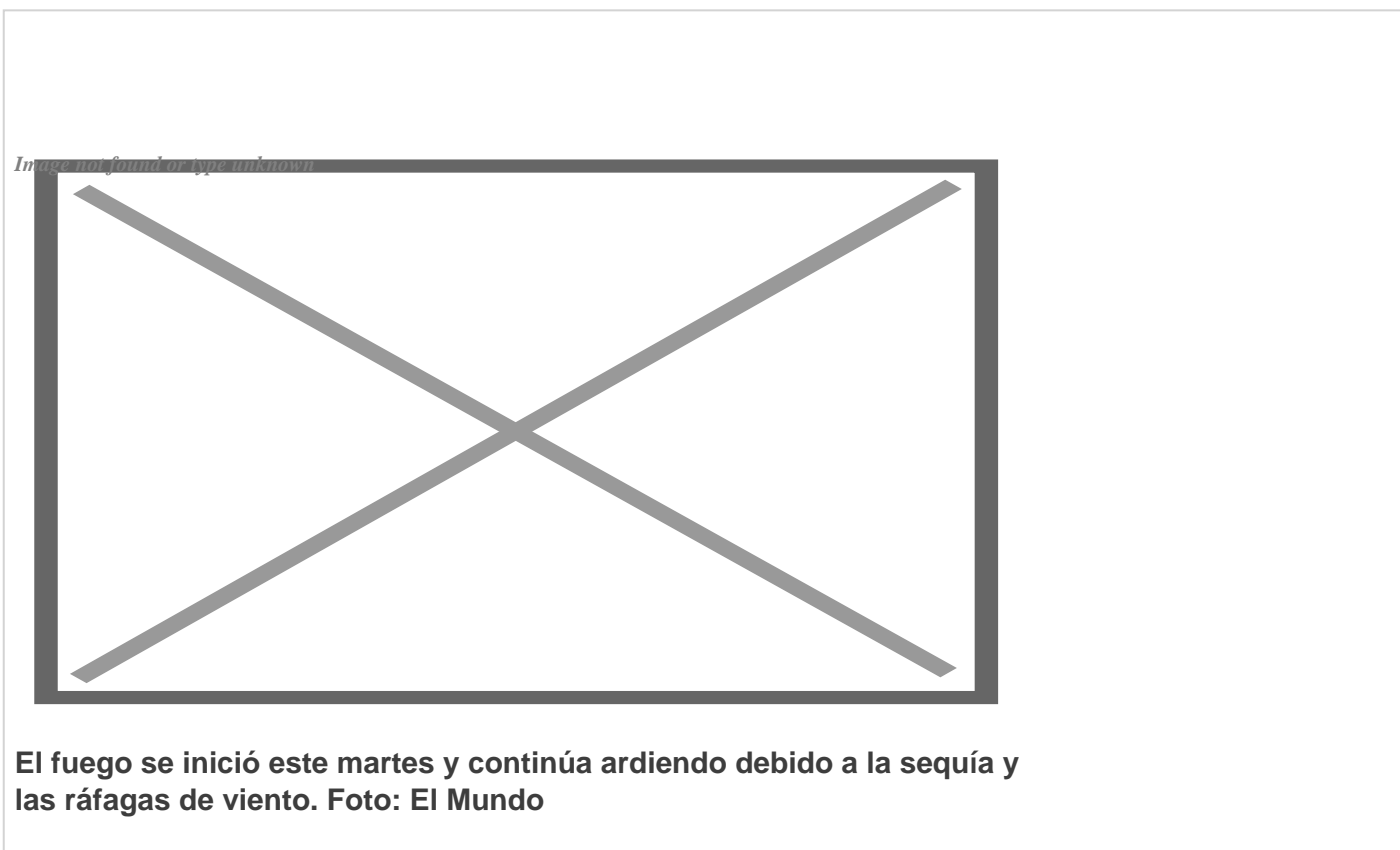 Image not found or type unknown
El fuego se inició este martes y continúa ardiendo debido a la sequía y
las ráfagas de viento. Foto: El Mundo